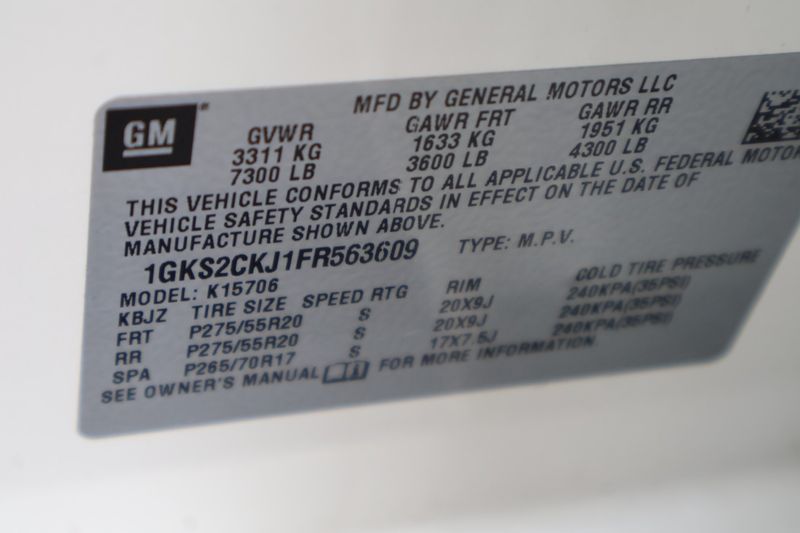 GM
MFD BY GENERAL MOTORS LLC
GVWR GAWR FRT GAWR RR
3311 KG 1633 KG 1951 KG
7300 LB 3600 LB 4300 LB
THIS VEHICLE CONFORMS TO ALL APPLICABLE U.S. FEDERAL MOTOR
VEHICLE SAFETY STANDARDS IN EFFECT ON THE DATE OF
MANUFACTURE SHOWN ABOVE.
1GKS2CKJ1FR563609 TYPE: M.P.V.
MODEL: K15706
KBJZ TIRE SIZE SPEED RTG RIM COLD TIRE PRESSURE
FRT P275/55R20 S 20X9J 240KPA(35PSI)
RR P275/55R20 S 20X9J 240KPA(35PSI)
SPA P265/70R17 S 17X7.5J 240KPA(35PSI)
SEE OWNER'S MANUAL FOR MORE INFORMATION